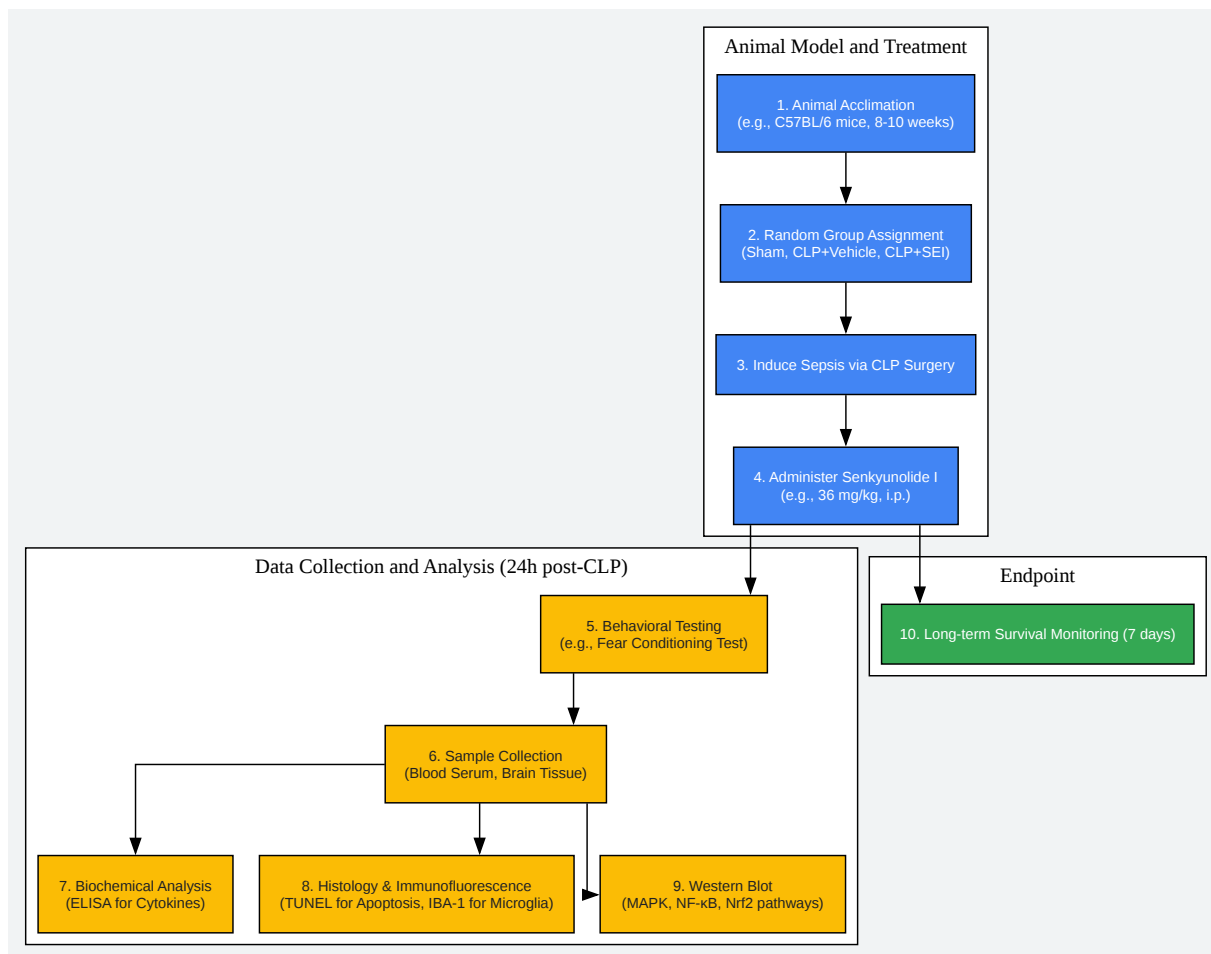 Animal Model and Treatment
1. Animal Acclimation
(e.g., C57BL/6 mice, 8-10 weeks)
2. Random Group Assignment
(Sham, CLP+Vehicle, CLP+SEI)
3. Induce Sepsis via CLP Surgery
4. Administer Senkyunolide I
(e.g., 36 mg/kg, i.p.)
Data Collection and Analysis (24h post-CLP)
5. Behavioral Testing
(e.g., Fear Conditioning Test)
6. Sample Collection
(Blood Serum, Brain Tissue)
7. Biochemical Analysis
(ELISA for Cytokines)
8. Histology & Immunofluorescence
(TUNEL for Apoptosis, IBA-1 for Microglia)
9. Western Blot
(MAPK, NF-κB, Nrf2 pathways)
Endpoint
10. Long-term Survival Monitoring (7 days)